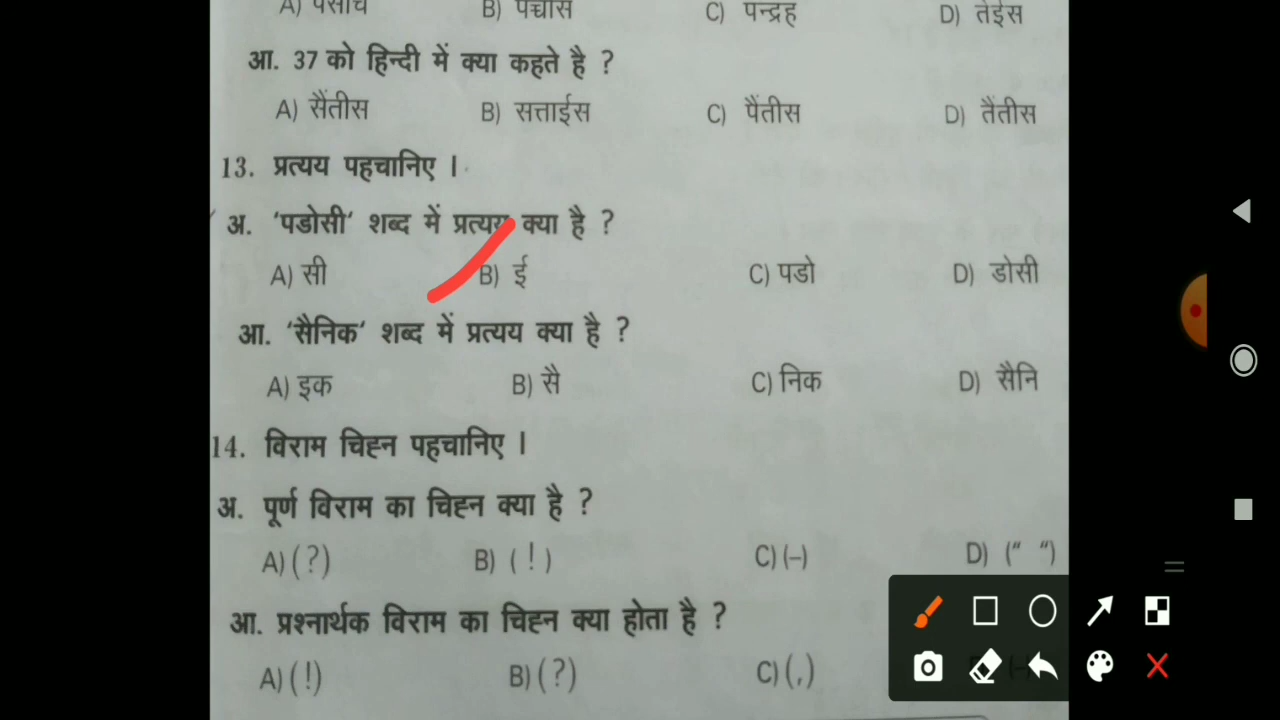 A) पसीच B) पच्चीस C) पन्द्रह D) तेईस
आ. 37 को हिन्दी में क्या कहते है ?
A) सैंतीस B) सत्ताईस C) पैंतीस D) तैंतीस
13. प्रत्यय पहचानिए ।
अ. ‘पडोसी’ शब्द में प्रत्यय क्या है ?
A) सी B) ई C) पडो D) डोसी
आ. ‘सैनिक’ शब्द में प्रत्यय क्या है ?
A) इक B) सै C) निक D) सैनि
14. विराम चिह्न पहचानिए ।
अ. पूर्ण विराम का चिह्न क्या है ?
A) (?) B) ( ! ) C) (–) D) (“ “)
आ. प्रश्नार्थक विराम का चिह्न क्या होता है ?
A) (!) B) (?) C) (,)